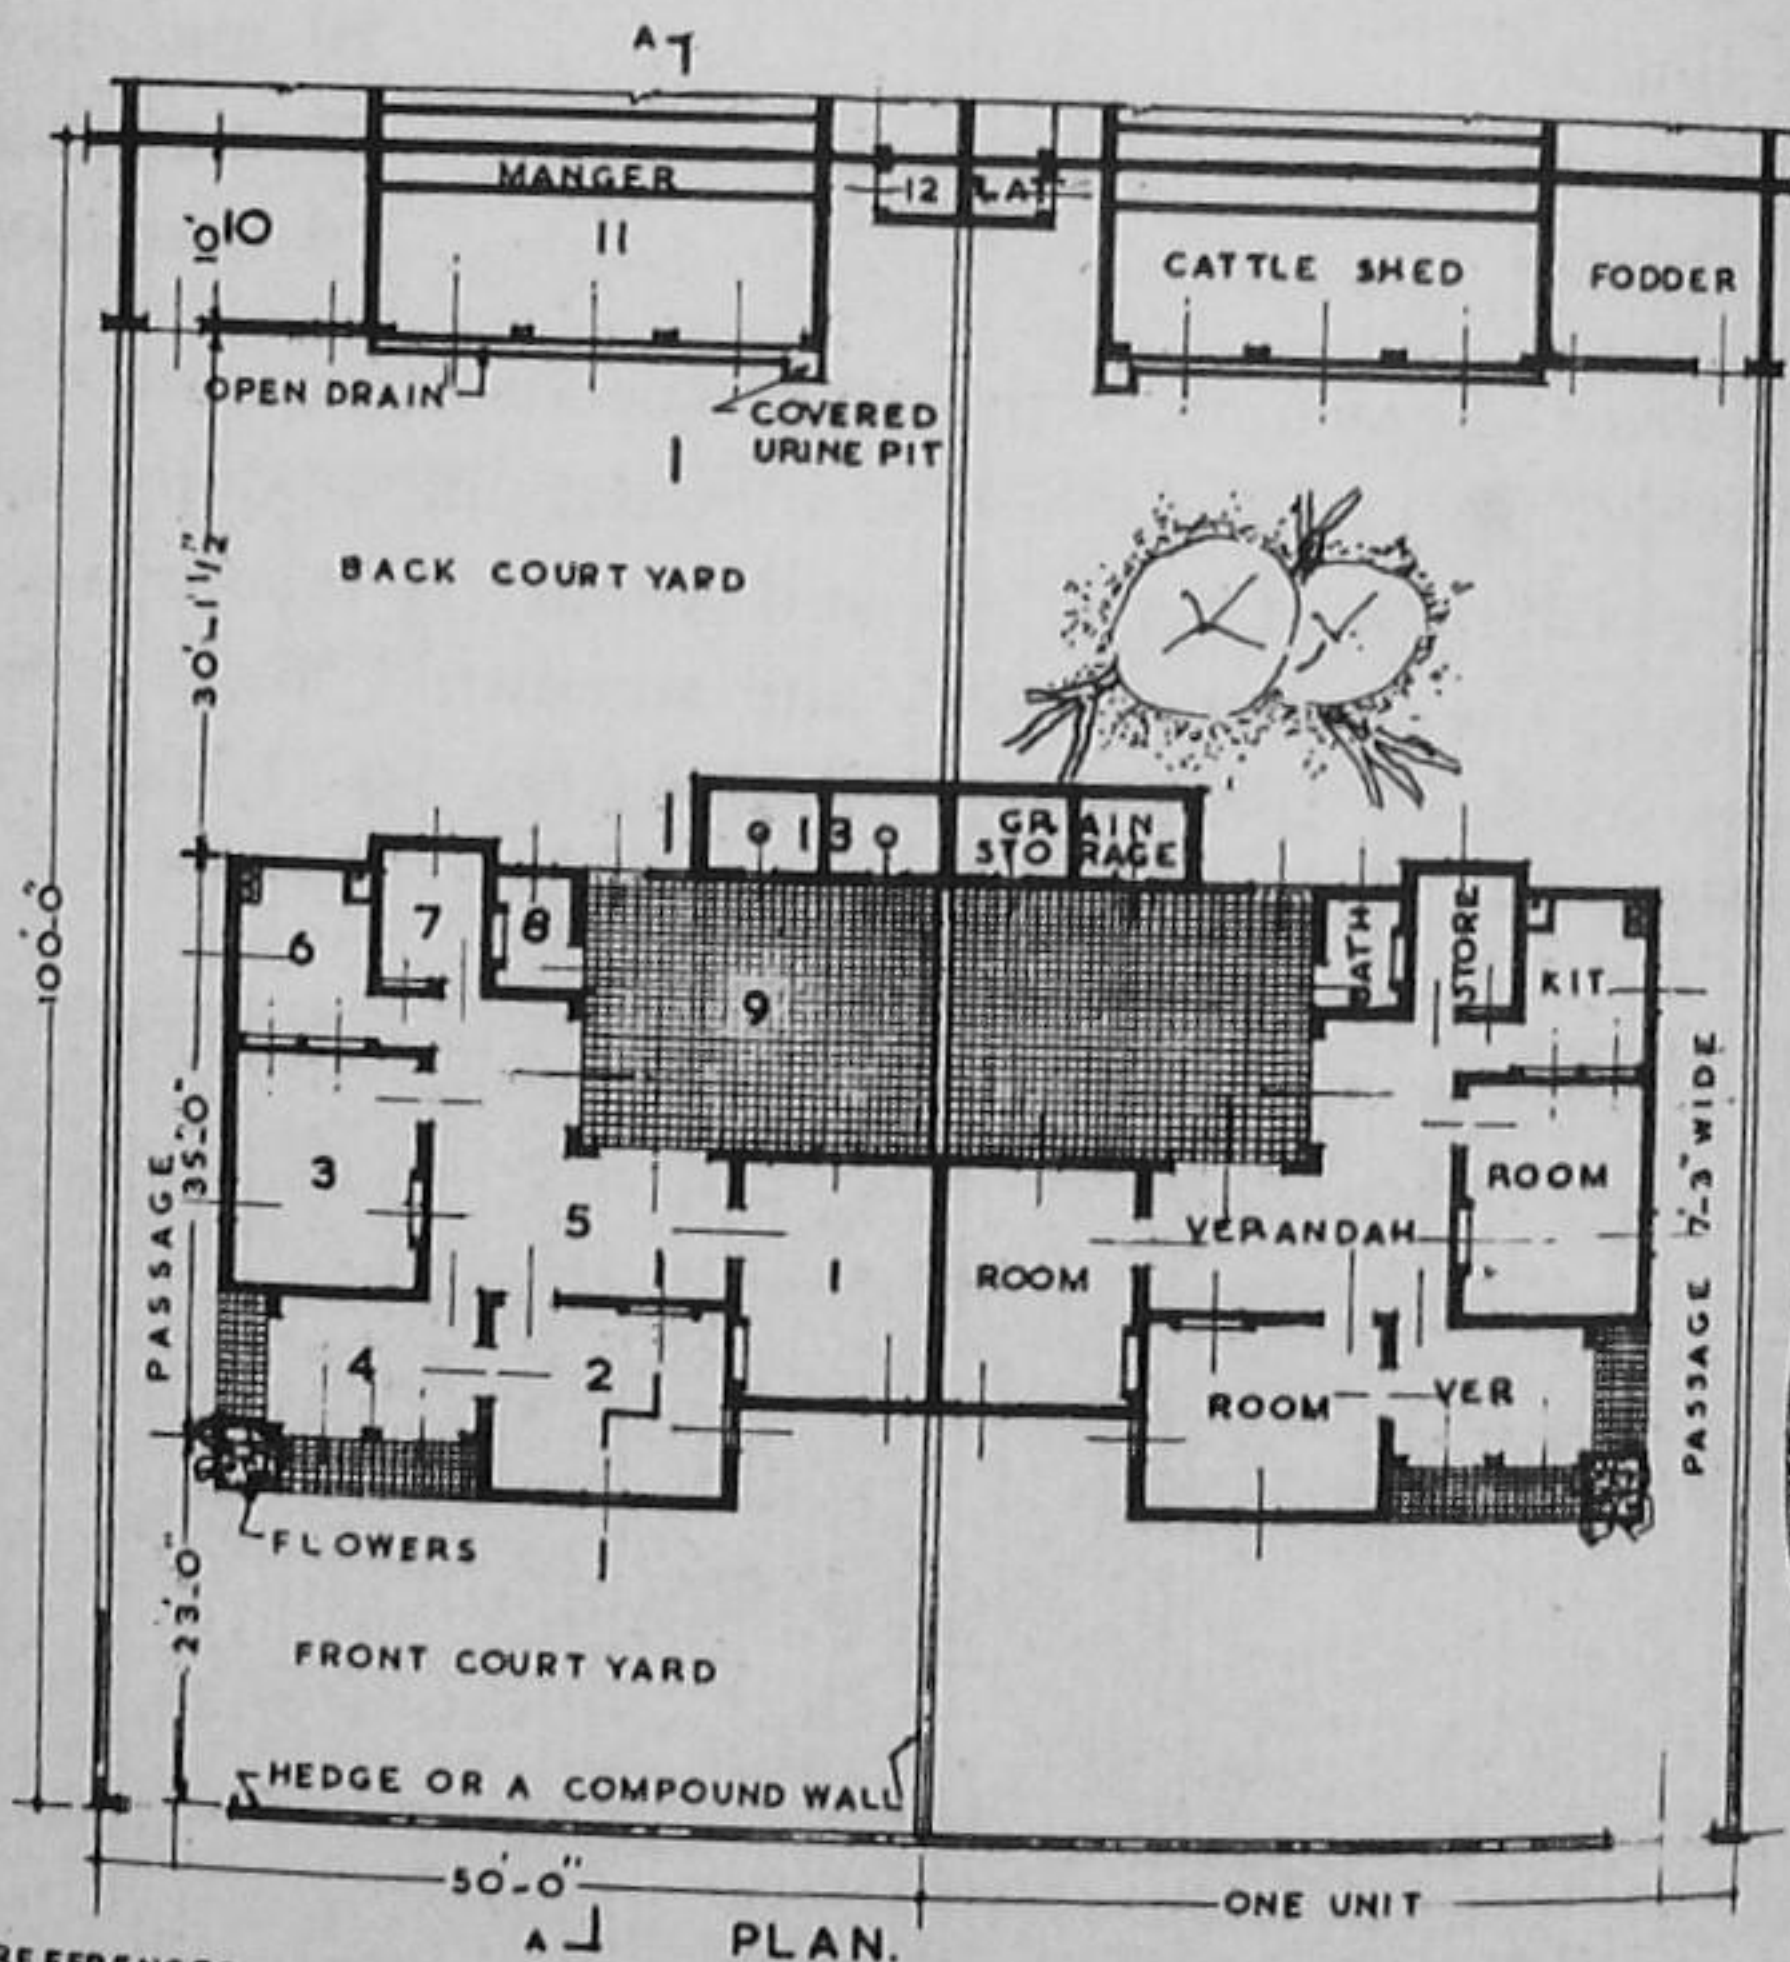 A
MANGER
12
LAT
10'
10
11
CATTLE SHED
FODDER
OPEN DRAIN
COVERED
URINE PIT
30'-1 1/2"
BACK COURT YARD
100'-0"
13
GRAIN
STORAGE
6
7
8
9
BATH
STORE
KIT
35'-0"
PASSAGE
3
5
1
ROOM
VERANDAH
ROOM
PASSAGE 7'-3" WIDE
4
2
ROOM
VER
FLOWERS
23'-0"
FRONT COURT YARD
HEDGE OR A COMPOUND WALL
50'-0"
ONE UNIT
A
PLAN.